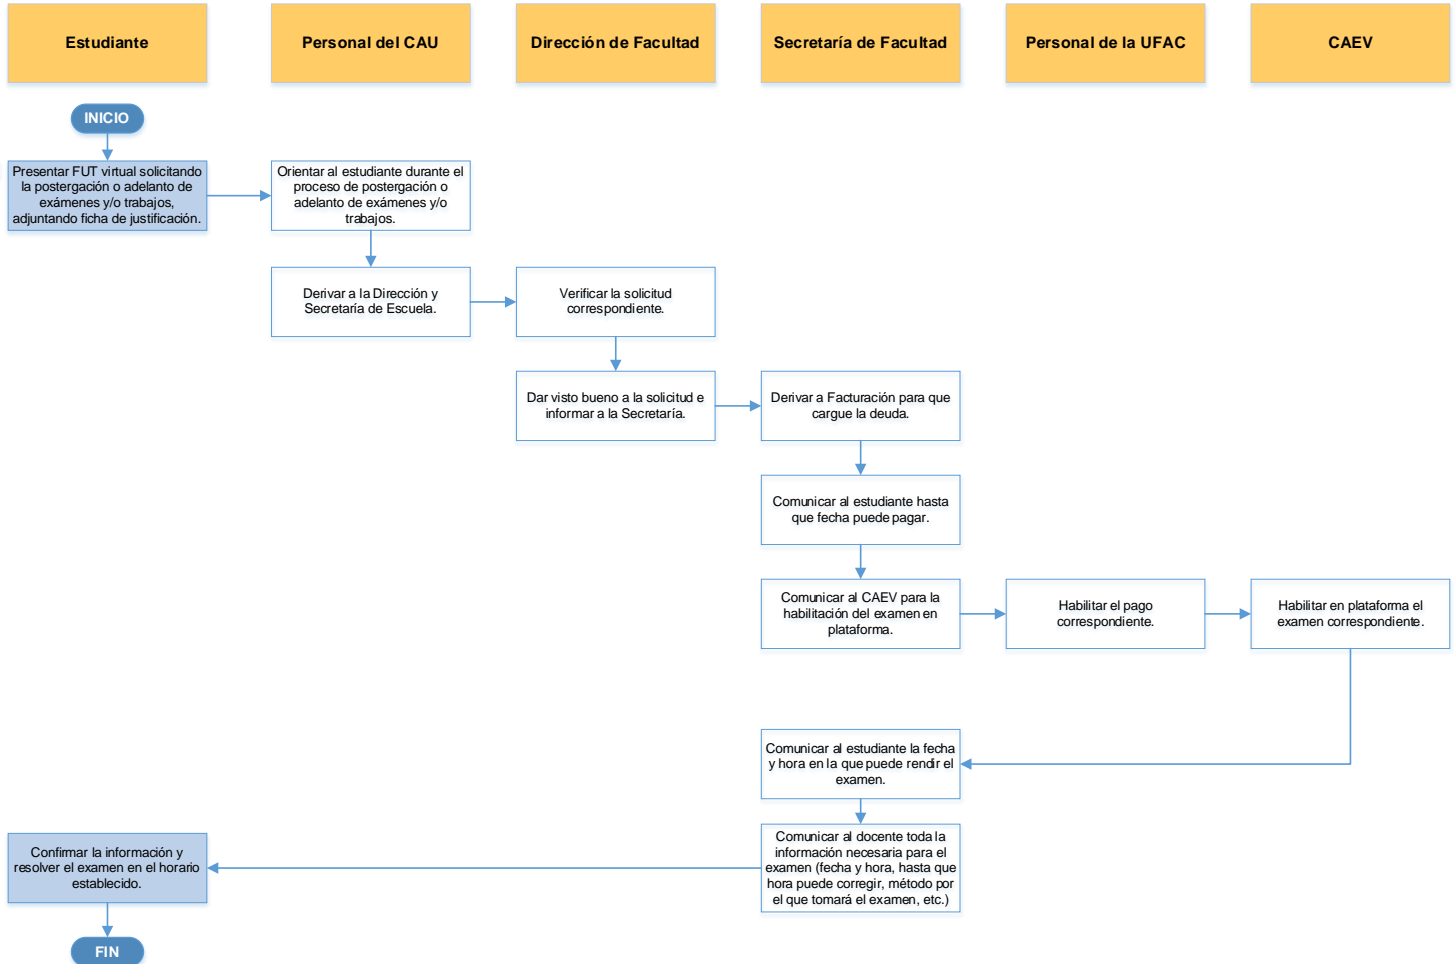 Estudiante
Personal del CAU
Dirección de Facultad
Secretaría de Facultad
Personal de la UFAC
CAEV
INICIO
Presentar FUT virtual solicitando
la postergación o adelanto de
exámenes y/o trabajos,
adjuntando ficha de justificación.
Orientar al estudiante durante el
proceso de postergación o
adelanto de exámenes y/o
trabajos.
Derivar a la Dirección y
Secretaría de Escuela.
Verificar la solicitud
correspondiente.
Dar visto bueno a la solicitud e
informar a la Secretaría.
Derivar a Facturación para que
cargue la deuda.
Comunicar al estudiante hasta
que fecha puede pagar.
Comunicar al CAEV para la
habilitación del examen en
plataforma.
Habilitar el pago
correspondiente.
Habilitar en plataforma el
examen correspondiente.
Comunicar al estudiante la fecha
y hora en la que puede rendir el
examen.
Comunicar al docente toda la
información necesaria para el
examen (fecha y hora, hasta que
hora puede corregir, método por
el que tomará el examen, etc.)
Confirmar la información y
resolver el examen en el horario
establecido.
FIN